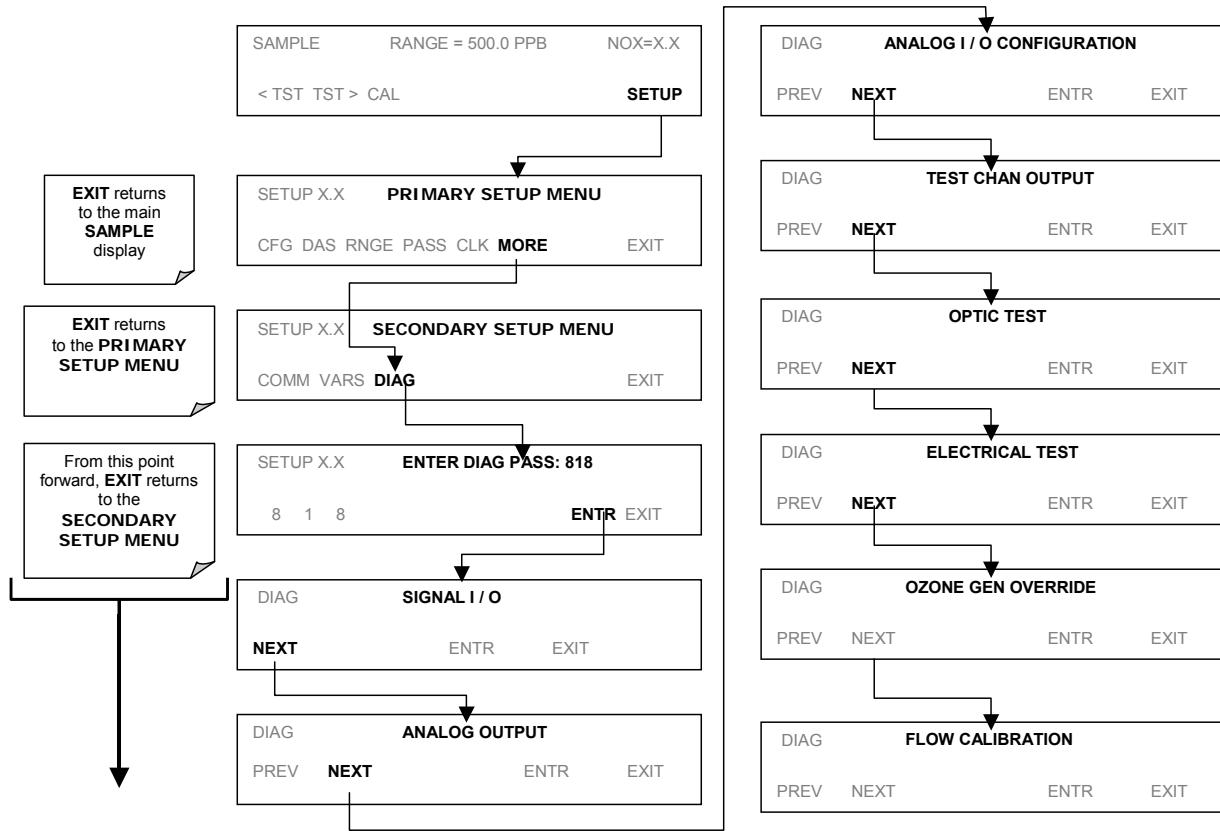 SAMPLE RANGE = 500.0 PPB NOX=X.X
< TST TST > CAL SETUP
EXIT returns
to the main
SAMPLE
display
SETUP X.X PRIMARY SETUP MENU
CFG DAS RNGE PASS CLK MORE EXIT
EXIT returns
to the PRIMARY
SETUP MENU
SETUP X.X SECONDARY SETUP MENU
COMM VARS DIAG EXIT
From this point
forward, EXIT returns
to the
SECONDARY
SETUP MENU
SETUP X.X ENTER DIAG PASS: 818
8 1 8 ENTR EXIT
DIAG SIGNAL I / O
NEXT ENTR EXIT
DIAG ANALOG OUTPUT
PREV NEXT ENTR EXIT
DIAG ANALOG I / O CONFIGURATION
PREV NEXT ENTR EXIT
DIAG TEST CHAN OUTPUT
PREV NEXT ENTR EXIT
DIAG OPTIC TEST
PREV NEXT ENTR EXIT
DIAG ELECTRICAL TEST
PREV NEXT ENTR EXIT
DIAG OZONE GEN OVERRIDE
PREV NEXT ENTR EXIT
DIAG FLOW CALIBRATION
PREV NEXT ENTR EXIT